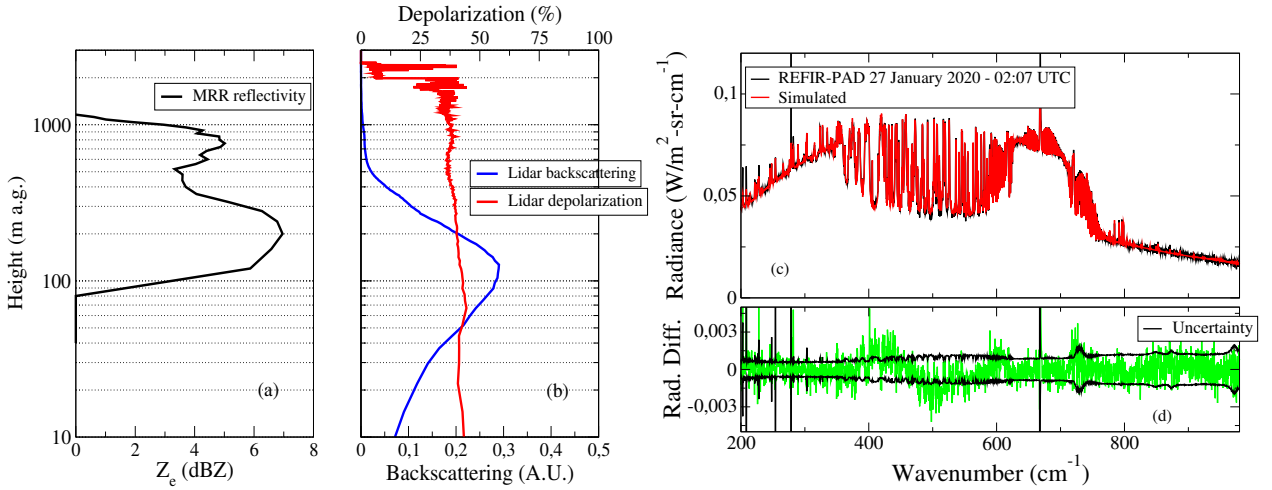 Depolarization (%)
0 25 50 75 100
MRR reflectivity
Height (m a.g.)
1000
100
10
(a)
0 2 4 6 8
Z_e (dBZ)
Lidar backscattering
Lidar depolarization
(b)
0 0,1 0,2 0,3 0,4 0,5
Backscattering (A.U.)
REFIR-PAD 27 January 2020 - 02:07 UTC
Simulated
Radiance (W/m²-sr-cm⁻¹)
0,1
0,05
0
(c)
Uncertainty
Rad. Diff.
0,003
0
-0,003
(d)
200 400 600 800
Wavenumber (cm⁻¹)